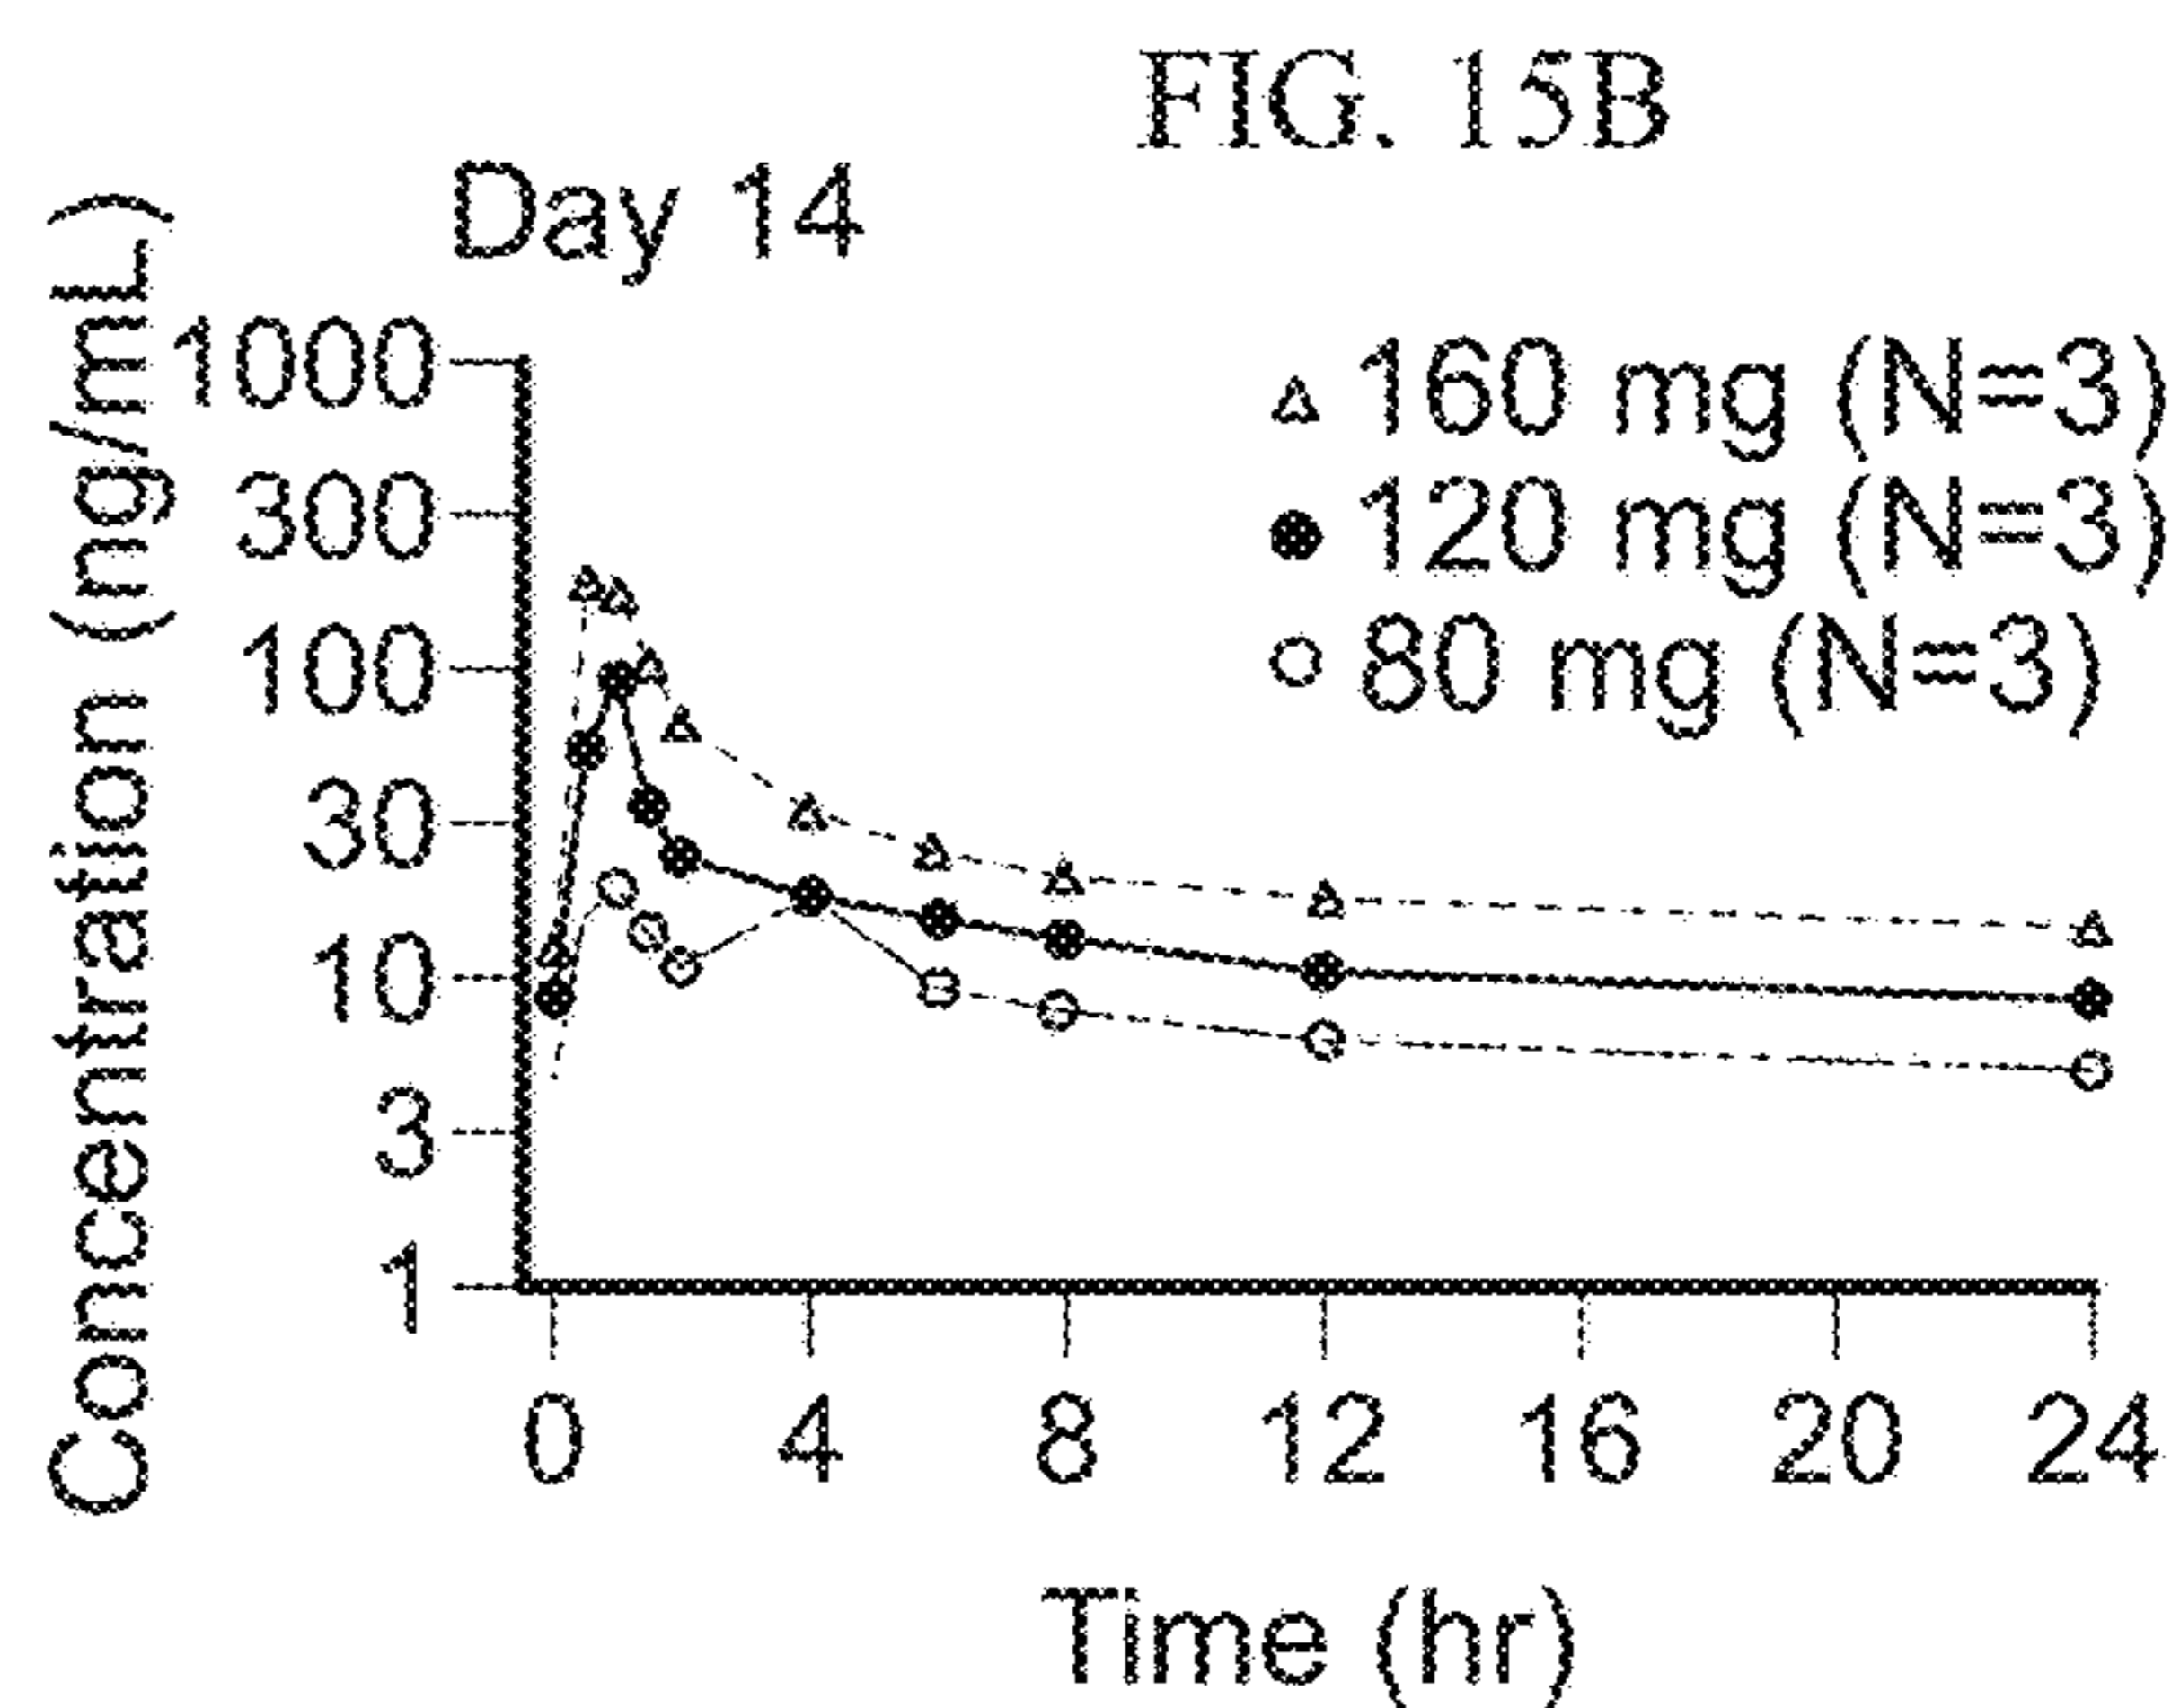 FIG. 15B
Day 14
Concentration (ng/mL)
1000
300
100
30
10
3
1
160 mg (N=3)
120 mg (N=3)
80 mg (N=3)
0 4 8 12 16 20 24
Time (hr)